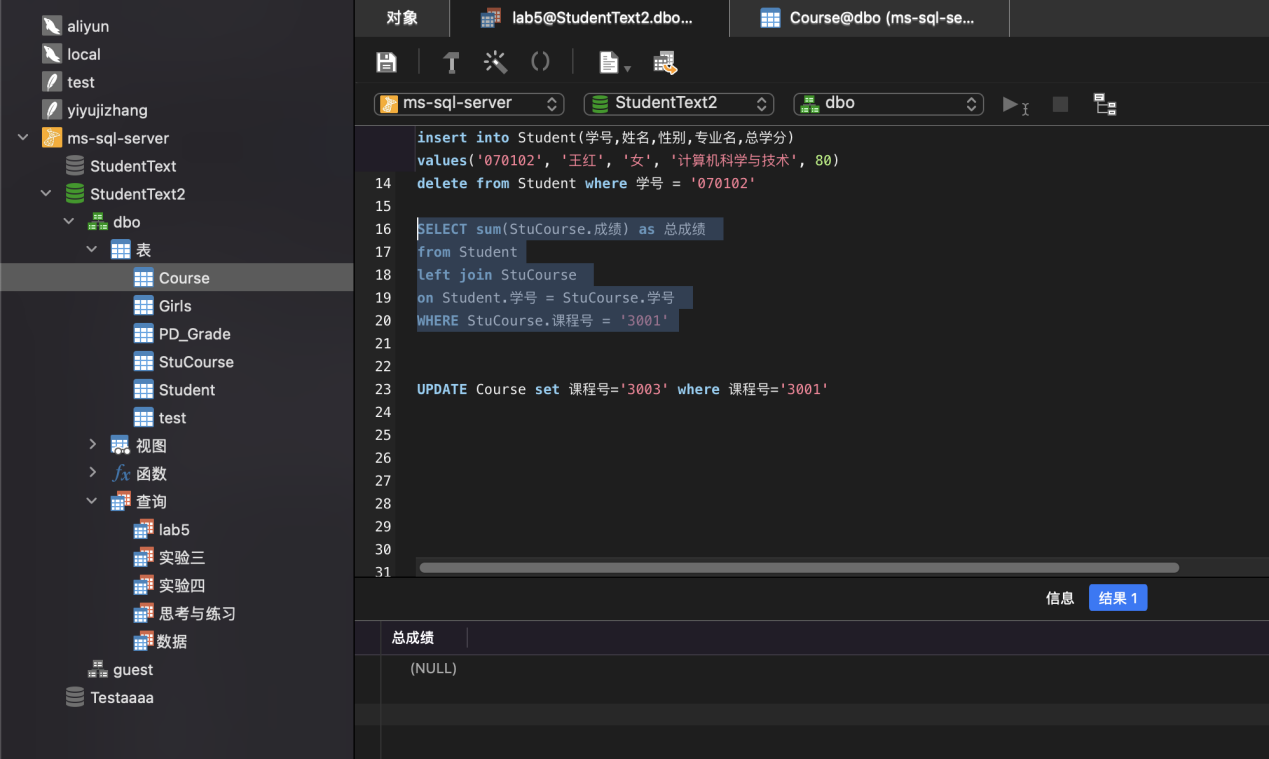 aliyun
local
test
yiyujizhang
ms-sql-server
StudentText
StudentText2
dbo
表
Course
Girls
PD_Grade
StuCourse
Student
test
视图
fx 函数
查询
lab5
实验三
实验四
思考与练习
数据
guest
Testaaaa
对象
lab5@StudentText2.dbo...
Course@dbo (ms-sql-se...
ms-sql-server
StudentText2
dbo
insert into Student(学号,姓名,性别,专业名,总学分)
values('070102', '王红', '女', '计算机科学与技术', 80)
14 delete from Student where 学号 = '070102'
15
16 SELECT sum(StuCourse.成绩) as 总成绩
17 from Student
18 left join StuCourse
19 on Student.学号 = StuCourse.学号
20 WHERE StuCourse.课程号 = '3001'
21
22
23 UPDATE Course set 课程号='3003' where 课程号='3001'
24
25
26
27
28
29
30
31
信息
结果 1
总成绩
(NULL)